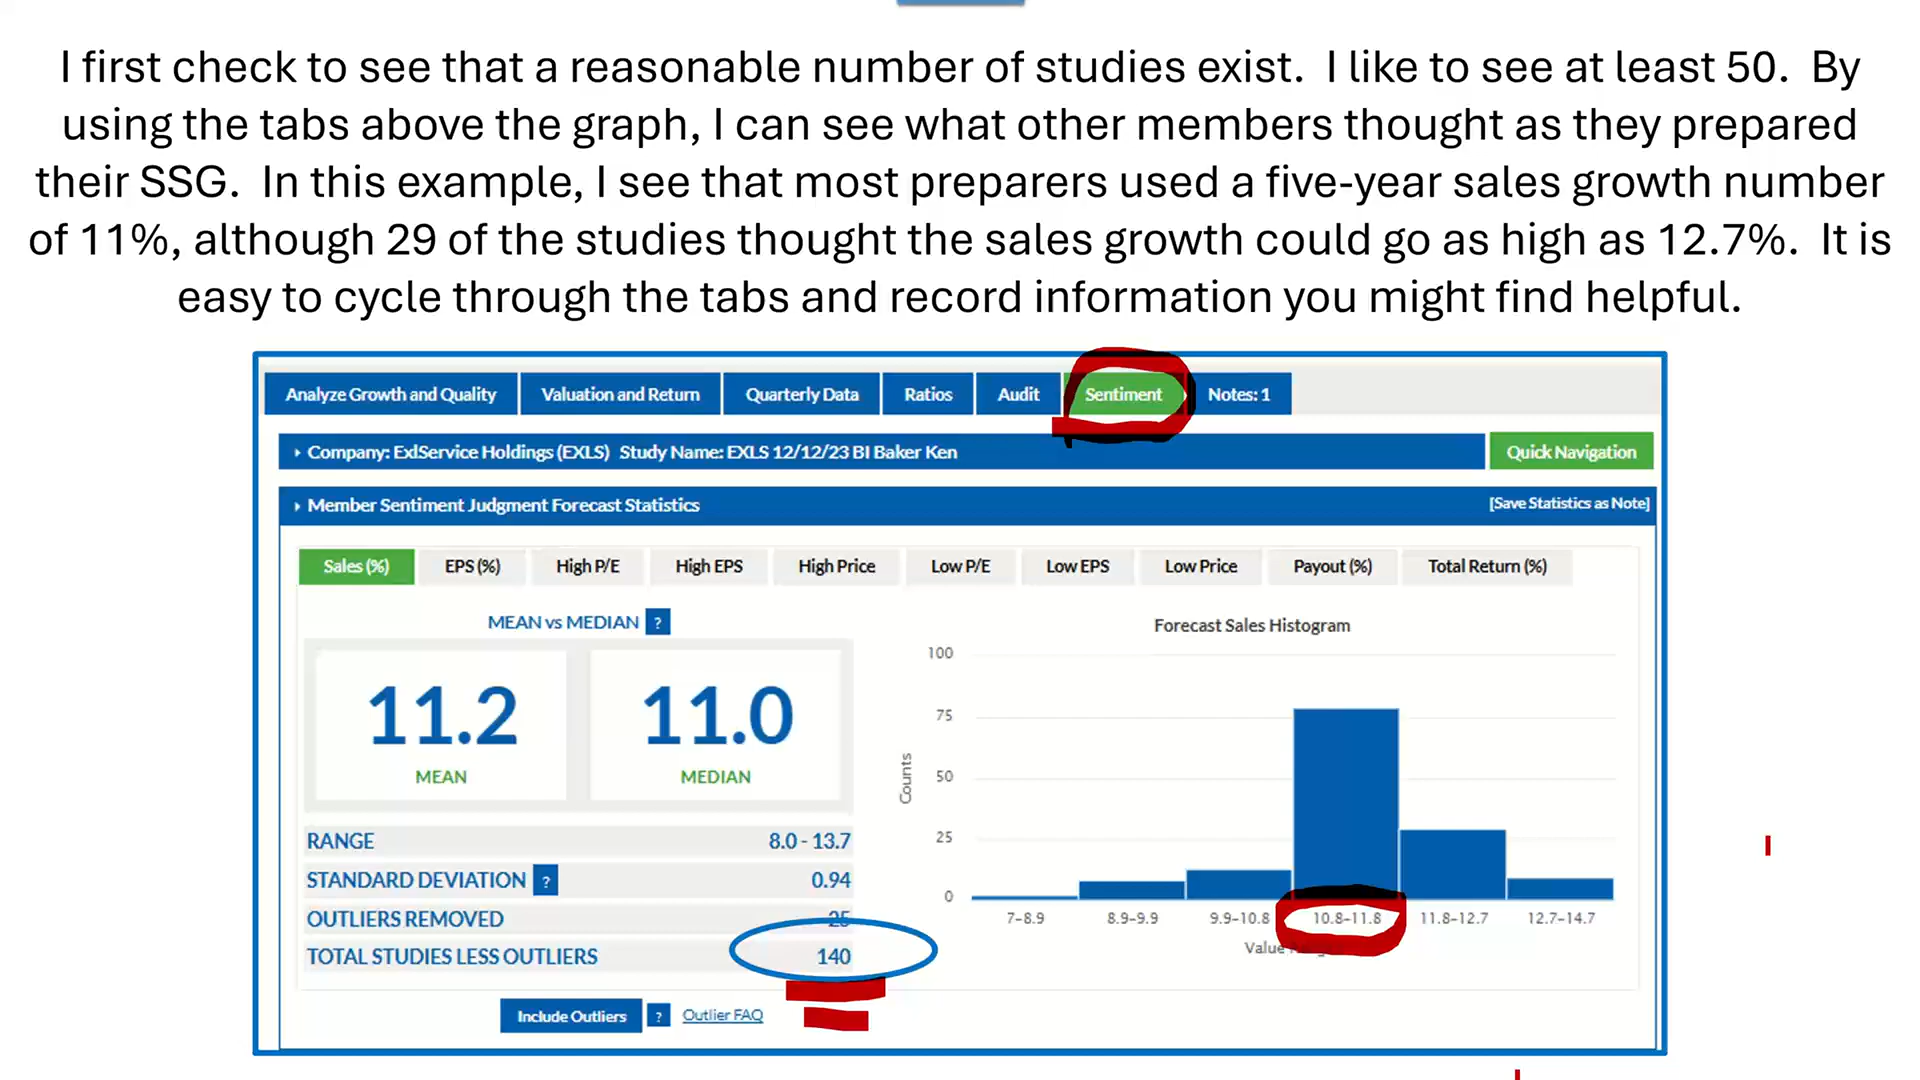 I first check to see that a reasonable number of studies exist.  I like to see at least 50.  By
using the tabs above the graph, I can see what other members thought as they prepared
their SSG.  In this example, I see that most preparers used a five-year sales growth number
of 11%, although 29 of the studies thought the sales growth could go as high as 12.7%.  It is
easy to cycle through the tabs and record information you might find helpful.
Analyze Growth and Quality Valuation and Return Quarterly Data Ratios Audit Sentiment Notes: 1
Company: ExlService Holdings (EXLS) Study Name: EXLS 12/12/23 BI Baker Ken
Quick Navigation
Member Sentiment Judgment Forecast Statistics
[Save Statistics as Note]
Sales (%) EPS (%) High P/E High EPS High Price Low P/E Low EPS Low Price Payout (%) Total Return (%)
MEAN vs MEDIAN ?
11.2
MEAN
11.0
MEDIAN
RANGE 8.0 - 13.7
STANDARD DEVIATION ? 0.94
OUTLIERS REMOVED 25
TOTAL STUDIES LESS OUTLIERS 140
Include Outliers ? Outlier FAQ
Forecast Sales Histogram
Counts
100
75
50
25
0
7-8.9 8.9-9.9 9.9-10.8 10.8-11.8 11.8-12.7 12.7-14.7
Value